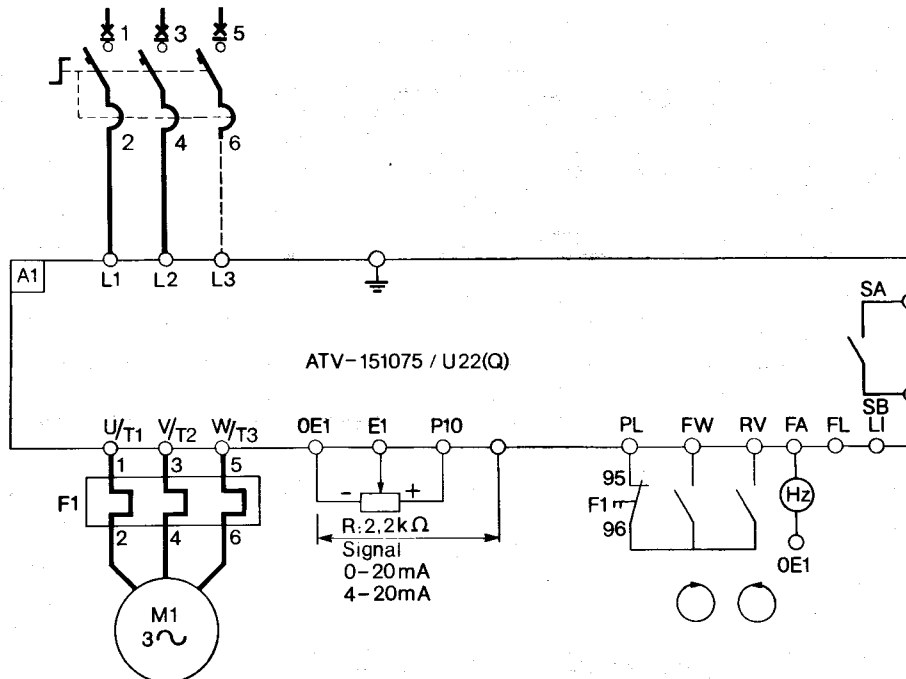 1 3 5
2 4 6
A1
L1 L2 L3
SA
ATV-151075 / U22(Q)
SB
U/T1 V/T2 W/T3 0E1 E1 P10 PL FW RV FA FL LI
1 3 5
95
- +
F1
F1
Hz
96
2 4 6
R: 2,2kΩ
Signal
0-20mA
4-20mA
0E1
M1
3~